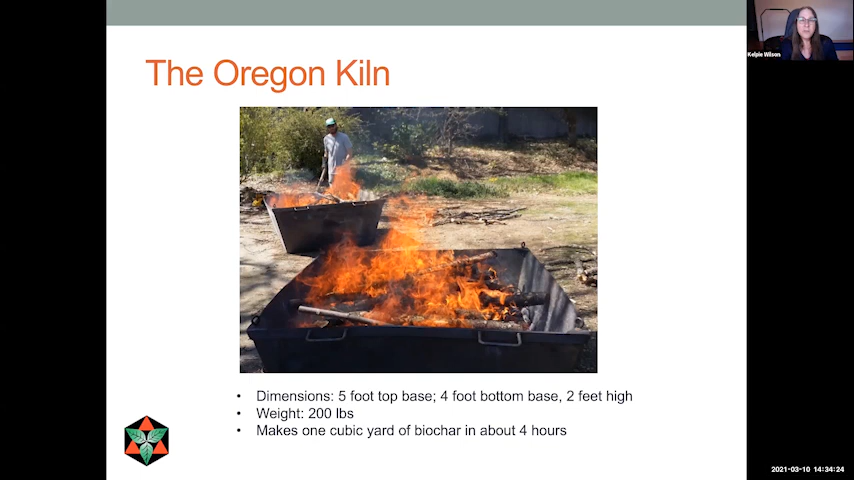 Kelpie Wilson
The Oregon Kiln
• Dimensions: 5 foot top base; 4 foot bottom base, 2 feet high
• Weight: 200 lbs
• Makes one cubic yard of biochar in about 4 hours
2021-03-10 14:34:24